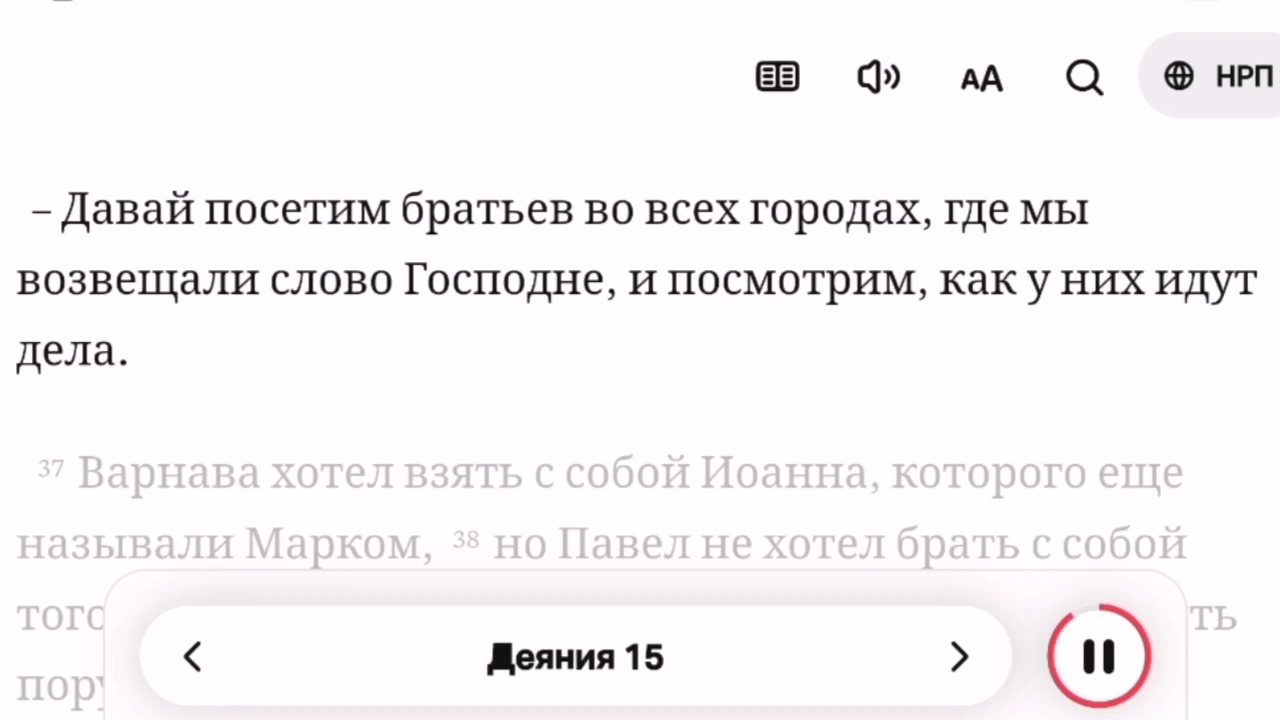 AA НРП
– Давай посетим братьев во всех городах, где мы
возвещали слово Господне, и посмотрим, как у них идут
дела.
37 Варнава хотел взять с собой Иоанна, которого еще
называли Марком, 38 но Павел не хотел брать с собой
Деяния 15